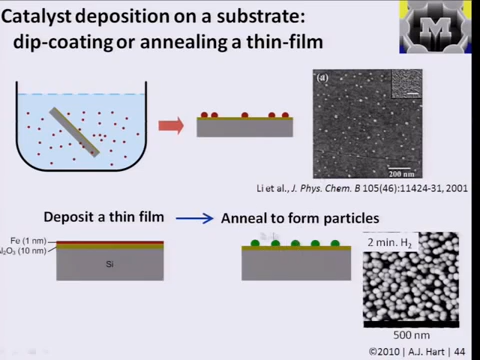 Catalyst deposition on a substrate:
dip-coating or annealing a thin-film
M
(a)
200 nm
Li et al., J. Phys. Chem. B 105(46):11424-31, 2001
Deposit a thin film
Anneal to form particles
Fe (1 nm)
l₂O₃ (10 nm)
Si
2 min. H₂
500 nm
©2010 | A.J. Hart | 44